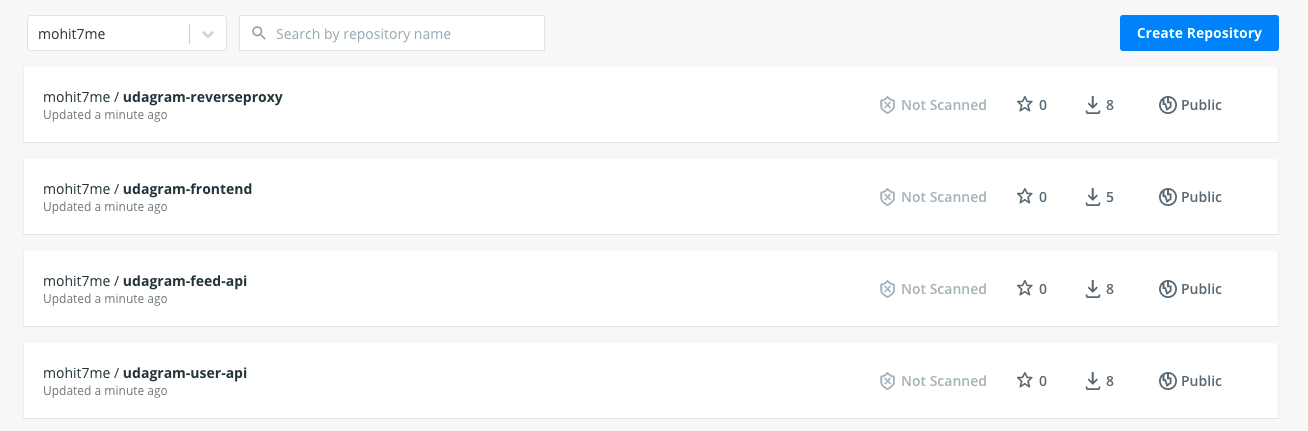 mohit7me
Search by repository name
Create Repository
mohit7me / udagram-reverseproxy
Updated a minute ago
Not Scanned 0 8 Public
mohit7me / udagram-frontend
Updated a minute ago
Not Scanned 0 5 Public
mohit7me / udagram-feed-api
Updated a minute ago
Not Scanned 0 8 Public
mohit7me / udagram-user-api
Updated a minute ago
Not Scanned 0 8 Public